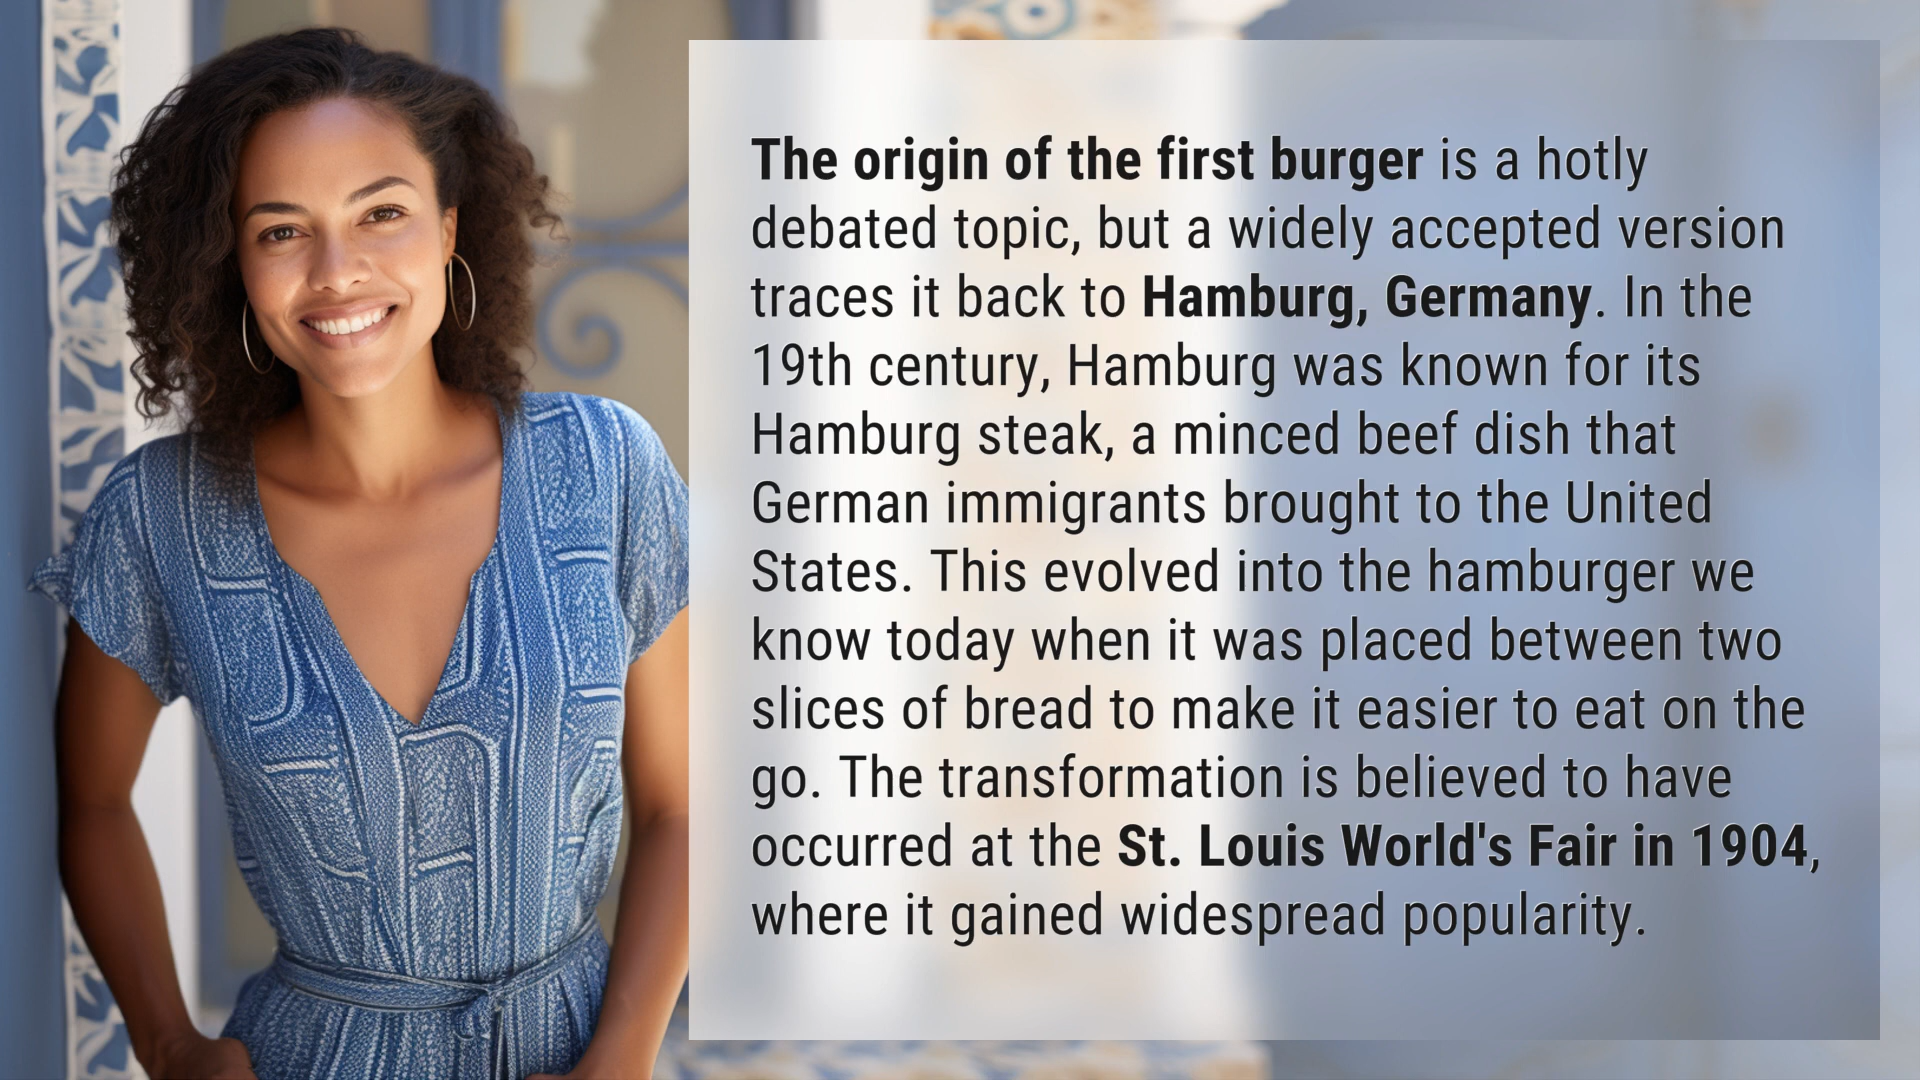 The origin of the first burger is a hotly
debated topic, but a widely accepted version
traces it back to Hamburg, Germany. In the
19th century, Hamburg was known for its
Hamburg steak, a minced beef dish that
German immigrants brought to the United
States. This evolved into the hamburger we
know today when it was placed between two
slices of bread to make it easier to eat on the
go. The transformation is believed to have
occurred at the St. Louis World's Fair in 1904,
where it gained widespread popularity.